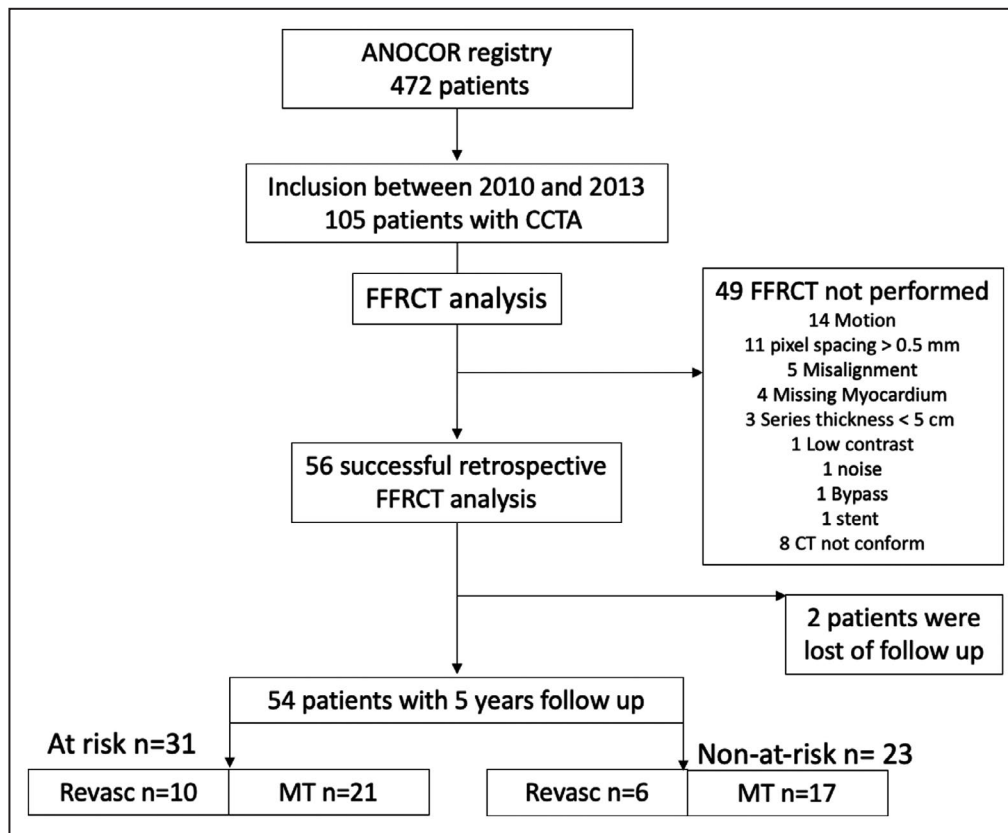 ANOCOR registry
472 patients
Inclusion between 2010 and 2013
105 patients with CCTA
FFRCT analysis
49 FFRCT not performed
14 Motion
11 pixel spacing > 0.5 mm
5 Misalignment
4 Missing Myocardium
3 Series thickness < 5 cm
1 Low contrast
1 noise
1 Bypass
1 stent
8 CT not conform
56 successful retrospective
FFRCT analysis
2 patients were
lost of follow up
54 patients with 5 years follow up
At risk n=31
Non-at-risk n= 23
Revasc n=10
MT n=21
Revasc n=6
MT n=17